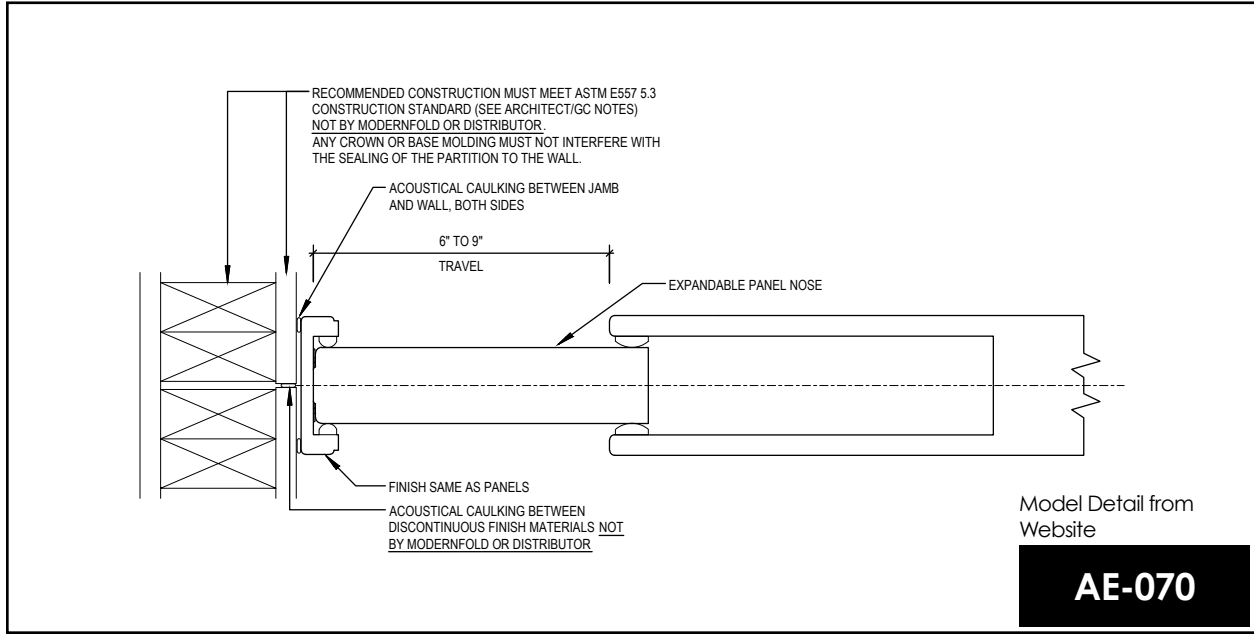 RECOMMENDED CONSTRUCTION MUST MEET ASTM E557 5.3
CONSTRUCTION STANDARD (SEE ARCHITECT/GC NOTES)
NOT BY MODERNFOLD OR DISTRIBUTOR.
ANY CROWN OR BASE MOLDING MUST NOT INTERFERE WITH
THE SEALING OF THE PARTITION TO THE WALL.
ACOUSTICAL CAULKING BETWEEN JAMB
AND WALL, BOTH SIDES
6" TO 9"
TRAVEL
EXPANDABLE PANEL NOSE
FINISH SAME AS PANELS
ACOUSTICAL CAULKING BETWEEN
DISCONTINUOUS FINISH MATERIALS NOT
BY MODERNFOLD OR DISTRIBUTOR
Model Detail from
Website
AE-070